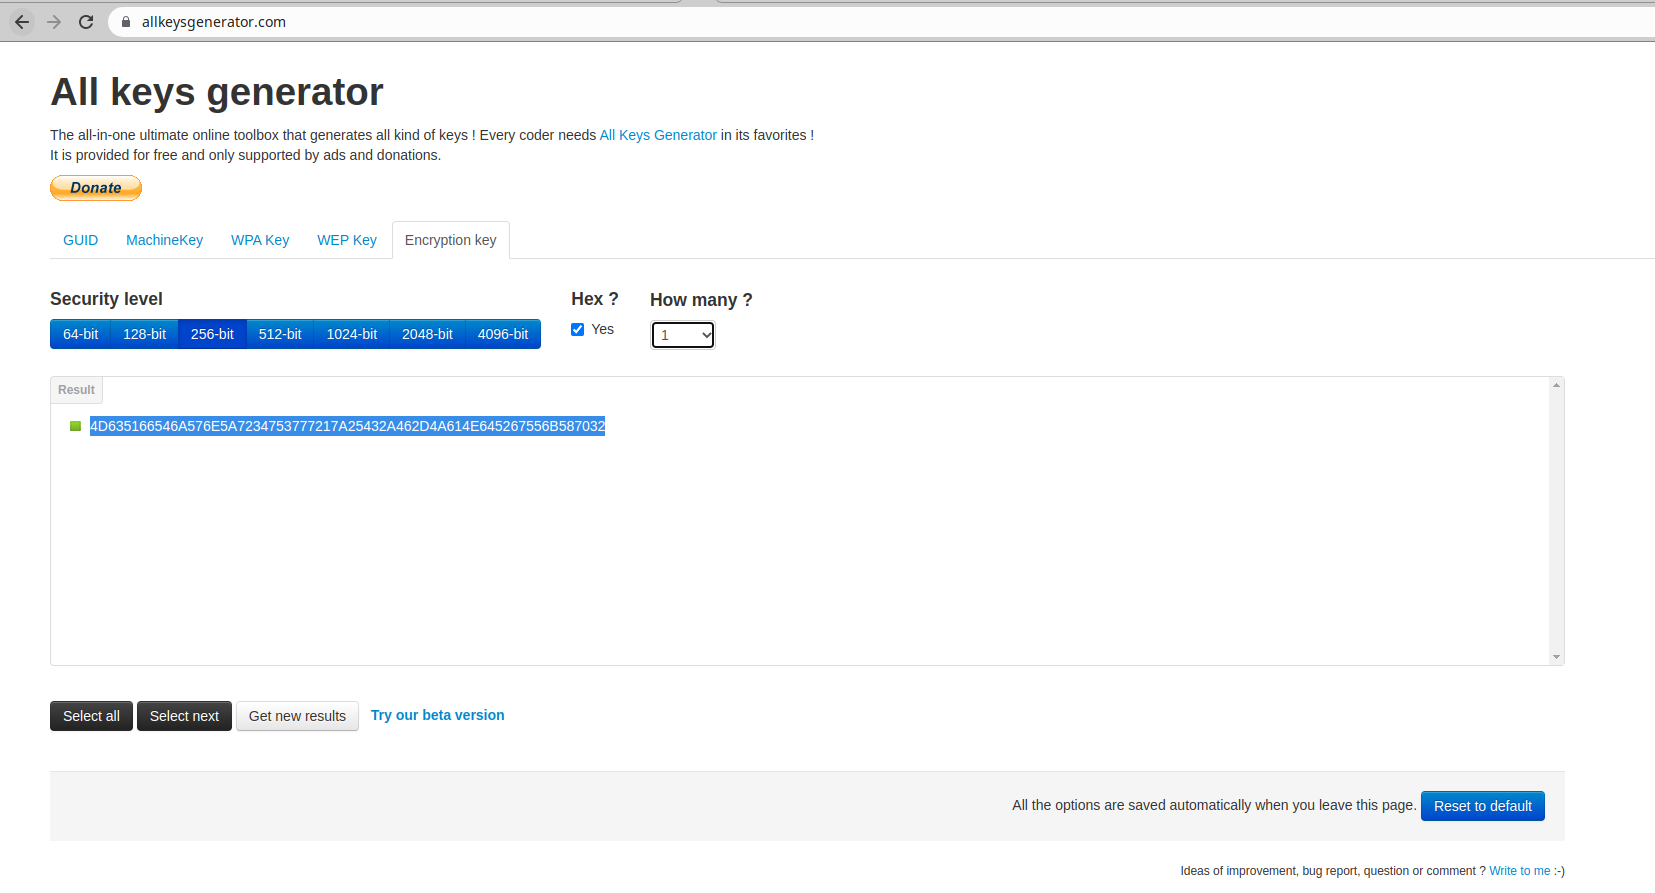 allkeysgenerator.com
All keys generator
The all-in-one ultimate online toolbox that generates all kind of keys ! Every coder needs All Keys Generator in its favorites !
It is provided for free and only supported by ads and donations.
Donate
GUID MachineKey WPA Key WEP Key Encryption key
Security level Hex ? How many ?
64-bit 128-bit 256-bit 512-bit 1024-bit 2048-bit 4096-bit Yes 1
Result
4D635166546A576E5A7234753777217A25432A462D4A614E645267556B587032
Select all Select next Get new results Try our beta version
All the options are saved automatically when you leave this page. Reset to default
Ideas of improvement, bug report, question or comment ? Write to me :-)